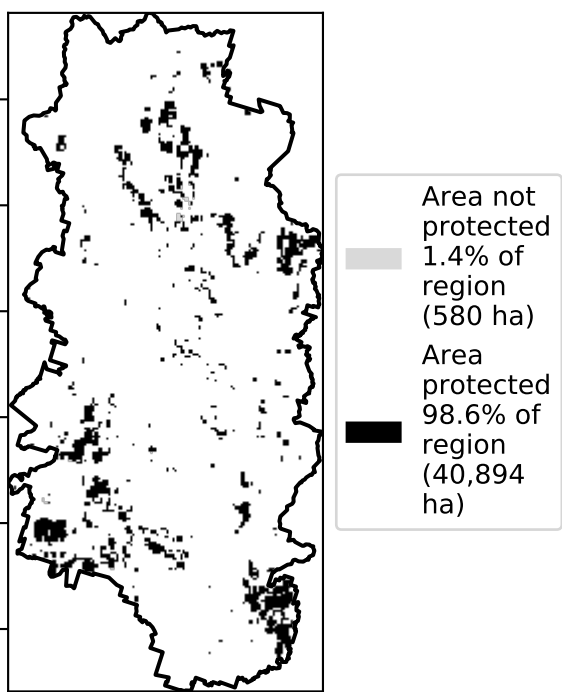 Area not
protected
1.4% of
region
(580 ha)
Area
protected
98.6% of
region
(40,894
ha)